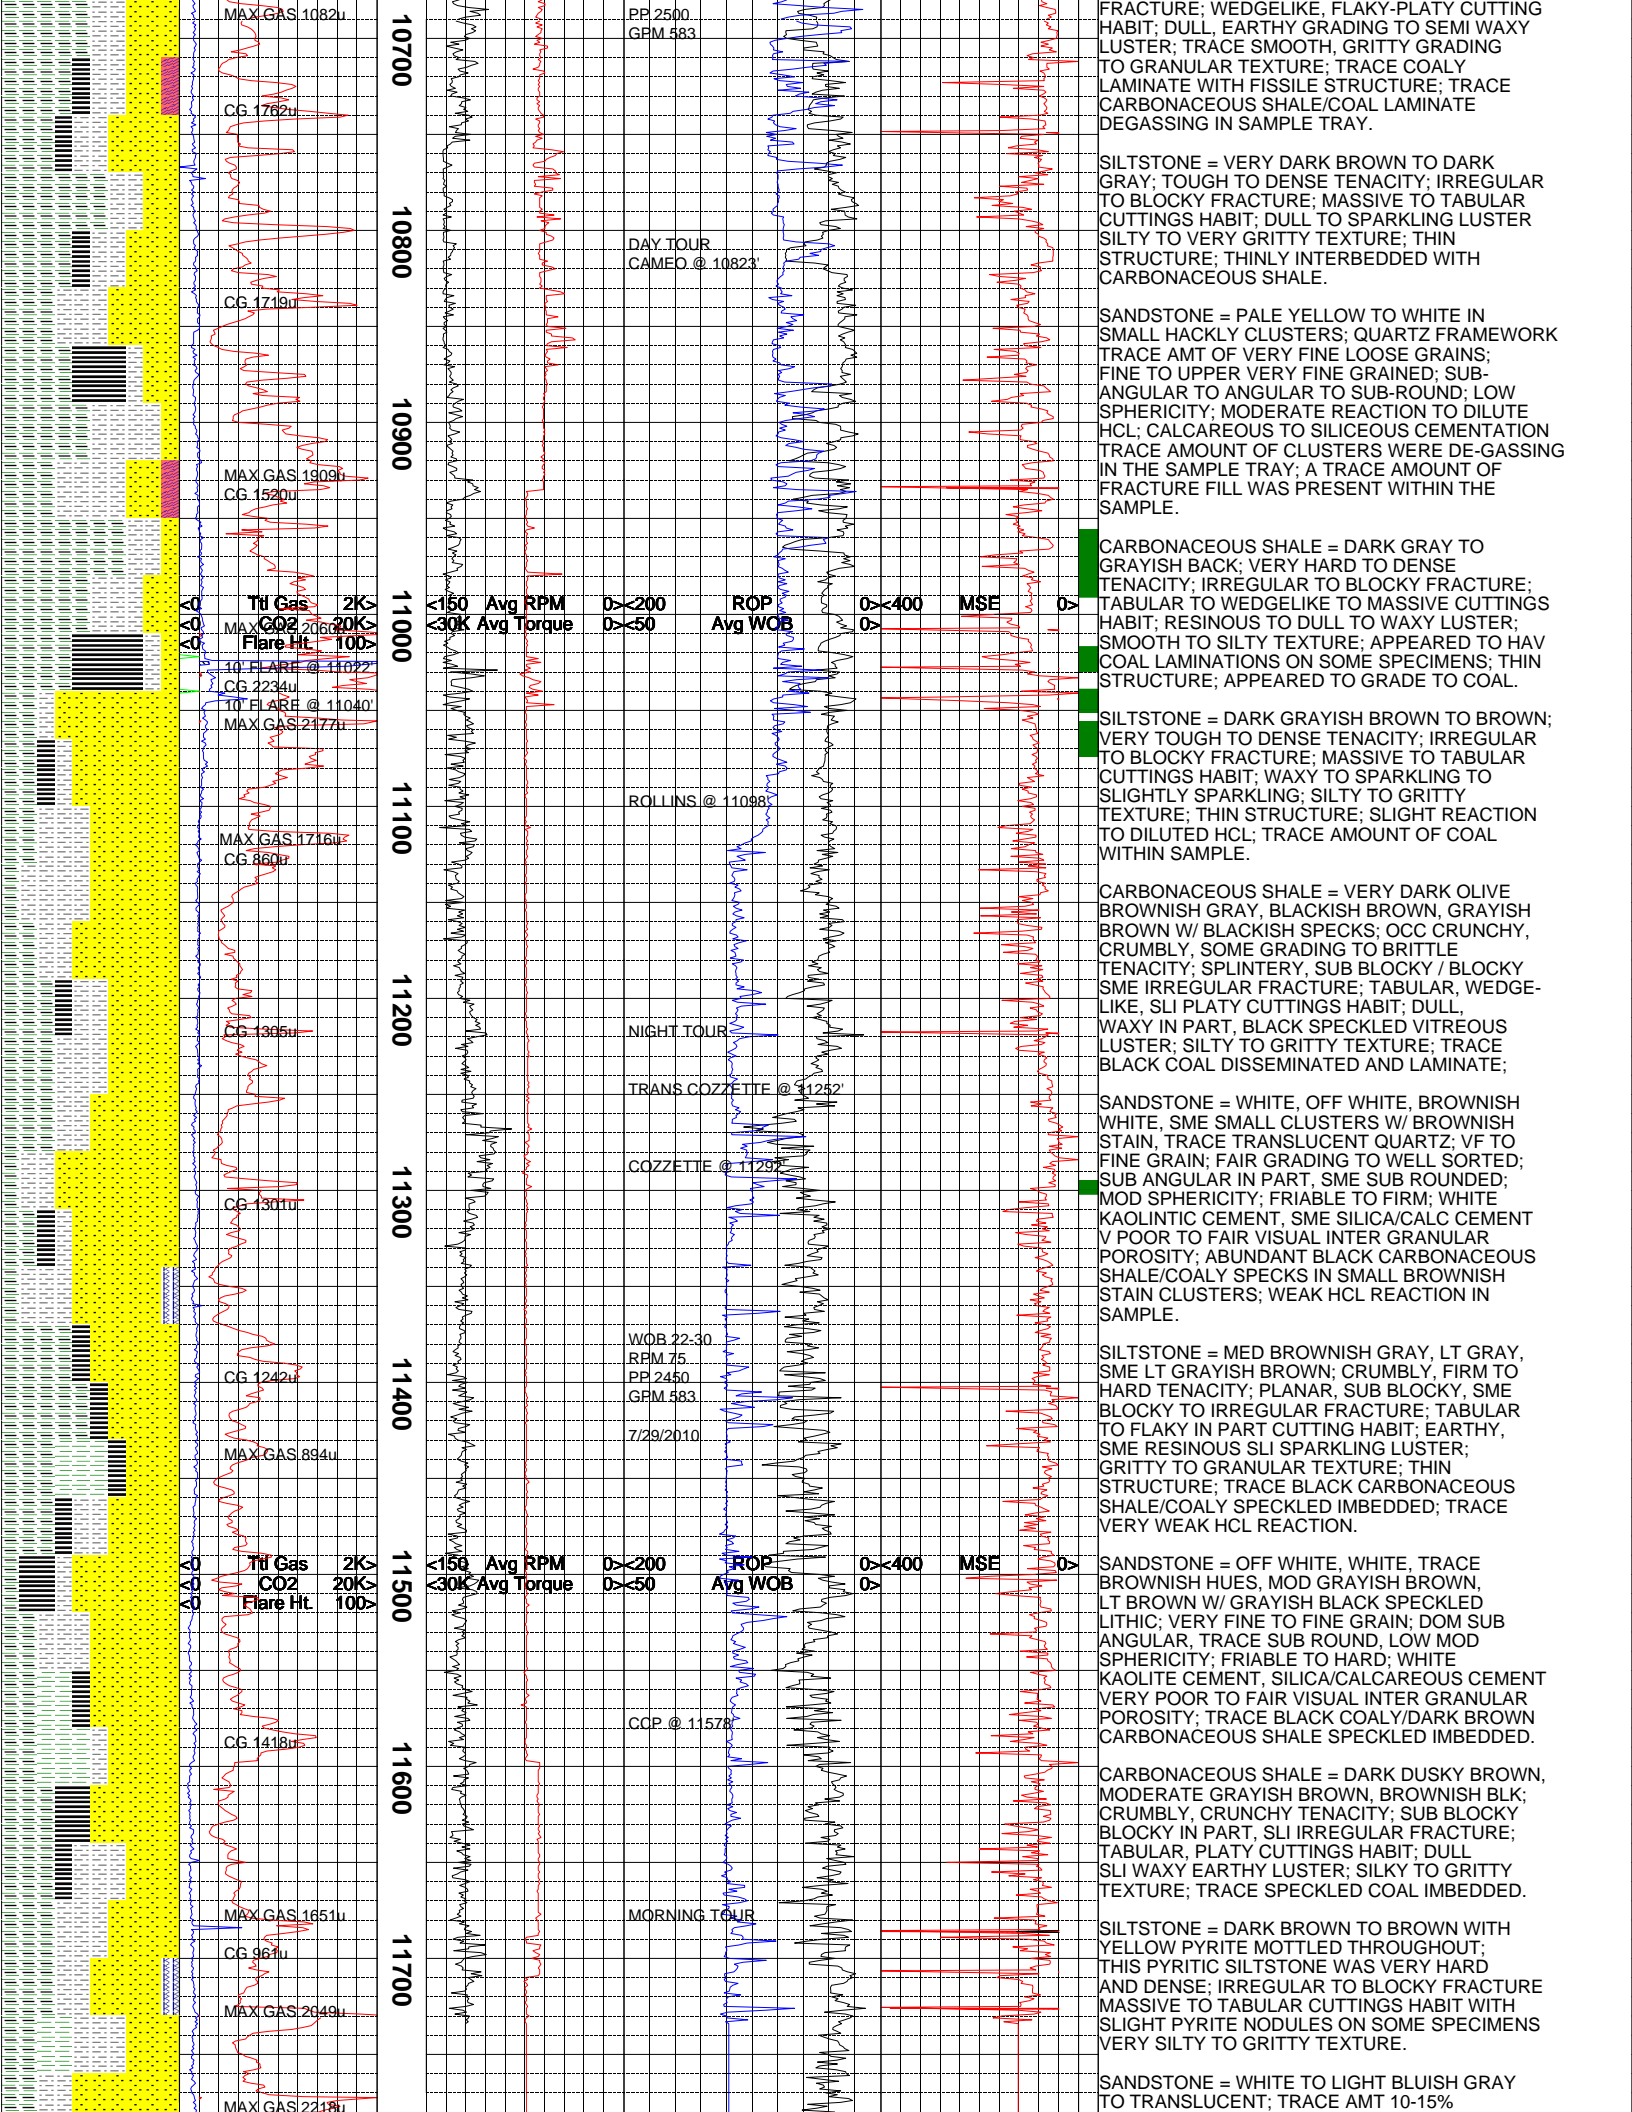 MAX GAS 1082u
CG 1762u
CG 1719u
MAX GAS 1909u
CG 1520u
<0 Ttl Gas 2K>
<0 CO2 20K>
MAX GAS 2060u
<0 Flare Ht. 100>
10' FLARE @ 11022'
CG 2234u
10' FLARE @ 11040'
MAX GAS 2177u
MAX GAS 1716u
CG 860u
CG 1305u
CG 1301u
CG 1242u
MAX GAS 894u
<0 Ttl Gas 2K>
<0 CO2 20K>
<0 Flare Ht. 100>
CG 1418u
MAX GAS 1651u
CG 961u
MAX GAS 2049u
MAX GAS 2218u
10700
10800
10900
11000
11100
11200
11300
11400
11500
11600
11700
<150 Avg RPM 0>
<30K Avg Torque 0>
<150 Avg RPM 0>
<30K Avg Torque 0>
PP 2500
GPM 583
DAY TOUR
CAMEO @ 10823'
<200 ROP 0>
<50 Avg WOB 0>
ROLLINS @ 11098'
NIGHT TOUR
TRANS COZZETTE @ 11252'
COZZETTE @ 11292'
WOB 22-30
RPM 75
PP 2450
GPM 583
7/29/2010
<200 ROP 0>
<50 Avg WOB 0>
CCP @ 11578'
MORNING TOUR
<400 MSE 0>
<400 MSE 0>
FRACTURE; WEDGELIKE, FLAKY-PLATY CUTTING
HABIT; DULL, EARTHY GRADING TO SEMI WAXY
LUSTER; TRACE SMOOTH, GRITTY GRADING
TO GRANULAR TEXTURE; TRACE COALY
LAMINATE WITH FISSILE STRUCTURE; TRACE
CARBONACEOUS SHALE/COAL LAMINATE
DEGASSING IN SAMPLE TRAY.
SILTSTONE = VERY DARK BROWN TO DARK
GRAY; TOUGH TO DENSE TENACITY; IRREGULAR
TO BLOCKY FRACTURE; MASSIVE TO TABULAR
CUTTINGS HABIT; DULL TO SPARKLING LUSTER
SILTY TO VERY GRITTY TEXTURE; THIN
STRUCTURE; THINLY INTERBEDDED WITH
CARBONACEOUS SHALE.
SANDSTONE = PALE YELLOW TO WHITE IN
SMALL HACKLY CLUSTERS; QUARTZ FRAMEWORK
TRACE AMT OF VERY FINE LOOSE GRAINS;
FINE TO UPPER VERY FINE GRAINED; SUB-
ANGULAR TO ANGULAR TO SUB-ROUND; LOW
SPHERICITY; MODERATE REACTION TO DILUTE
HCL; CALCAREOUS TO SILICEOUS CEMENTATION
TRACE AMOUNT OF CLUSTERS WERE DE-GASSING
IN THE SAMPLE TRAY; A TRACE AMOUNT OF
FRACTURE FILL WAS PRESENT WITHIN THE
SAMPLE.
CARBONACEOUS SHALE = DARK GRAY TO
GRAYISH BACK; VERY HARD TO DENSE
TENACITY; IRREGULAR TO BLOCKY FRACTURE;
TABULAR TO WEDGELIKE TO MASSIVE CUTTINGS
HABIT; RESINOUS TO DULL TO WAXY LUSTER;
SMOOTH TO SILTY TEXTURE; APPEARED TO HAV
COAL LAMINATIONS ON SOME SPECIMENS; THIN
STRUCTURE; APPEARED TO GRADE TO COAL.
SILTSTONE = DARK GRAYISH BROWN TO BROWN;
VERY TOUGH TO DENSE TENACITY; IRREGULAR
TO BLOCKY FRACTURE; MASSIVE TO TABULAR
CUTTINGS HABIT; WAXY TO SPARKLING TO
SLIGHTLY SPARKLING; SILTY TO GRITTY
TEXTURE; THIN STRUCTURE; SLIGHT REACTION
TO DILUTED HCL; TRACE AMOUNT OF COAL
WITHIN SAMPLE.
CARBONACEOUS SHALE = VERY DARK OLIVE
BROWNISH GRAY, BLACKISH BROWN, GRAYISH
BROWN W/ BLACKISH SPECKS; OCC CRUNCHY,
CRUMBLY, SOME GRADING TO BRITTLE
TENACITY; SPLINTERY, SUB BLOCKY / BLOCKY
SME IRREGULAR FRACTURE; TABULAR, WEDGE-
LIKE, SLI PLATY CUTTINGS HABIT; DULL,
WAXY IN PART, BLACK SPECKLED VITREOUS
LUSTER; SILTY TO GRITTY TEXTURE; TRACE
BLACK COAL DISSEMINATED AND LAMINATE;
SANDSTONE = WHITE, OFF WHITE, BROWNISH
WHITE, SME SMALL CLUSTERS W/ BROWNISH
STAIN, TRACE TRANSLUCENT QUARTZ; VF TO
FINE GRAIN; FAIR GRADING TO WELL SORTED;
SUB ANGULAR IN PART, SME SUB ROUNDED;
MOD SPHERICITY; FRIABLE TO FIRM; WHITE
KAOLINTIC CEMENT, SME SILICA/CALC CEMENT
V POOR TO FAIR VISUAL INTER GRANULAR
POROSITY; ABUNDANT BLACK CARBONACEOUS
SHALE/COALY SPECKS IN SMALL BROWNISH
STAIN CLUSTERS; WEAK HCL REACTION IN
SAMPLE.
SILTSTONE = MED BROWNISH GRAY, LT GRAY,
SME LT GRAYISH BROWN; CRUMBLY, FIRM TO
HARD TENACITY; PLANAR, SUB BLOCKY, SME
BLOCKY TO IRREGULAR FRACTURE; TABULAR
TO FLAKY IN PART CUTTING HABIT; EARTHY,
SME RESINOUS SLI SPARKLING LUSTER;
GRITTY TO GRANULAR TEXTURE; THIN
STRUCTURE; TRACE BLACK CARBONACEOUS
SHALE/COALY SPECKLED IMBEDDED; TRACE
VERY WEAK HCL REACTION.
SANDSTONE = OFF WHITE, WHITE, TRACE
BROWNISH HUES, MOD GRAYISH BROWN,
LT BROWN W/ GRAYISH BLACK SPECKLED
LITHIC; VERY FINE TO FINE GRAIN; DOM SUB
ANGULAR, TRACE SUB ROUND, LOW MOD
SPHERICITY; FRIABLE TO HARD; WHITE
KAOLITE CEMENT, SILICA/CALCAREOUS CEMENT
VERY POOR TO FAIR VISUAL INTER GRANULAR
POROSITY; TRACE BLACK COALY/DARK BROWN
CARBONACEOUS SHALE SPECKLED IMBEDDED.
CARBONACEOUS SHALE = DARK DUSKY BROWN,
MODERATE GRAYISH BROWN, BROWNISH BLK;
CRUMBLY, CRUNCHY TENACITY; SUB BLOCKY
BLOCKY IN PART, SLI IRREGULAR FRACTURE;
TABULAR, PLATY CUTTINGS HABIT; DULL
SLI WAXY EARTHY LUSTER; SILKY TO GRITTY
TEXTURE; TRACE SPECKLED COAL IMBEDDED.
SILTSTONE = DARK BROWN TO BROWN WITH
YELLOW PYRITE MOTTLED THROUGHOUT;
THIS PYRITIC SILTSTONE WAS VERY HARD
AND DENSE; IRREGULAR TO BLOCKY FRACTURE
MASSIVE TO TABULAR CUTTINGS HABIT WITH
SLIGHT PYRITE NODULES ON SOME SPECIMENS
VERY SILTY TO GRITTY TEXTURE.
SANDSTONE = WHITE TO LIGHT BLUISH GRAY
TO TRANSLUCENT; TRACE AMT 10-15%